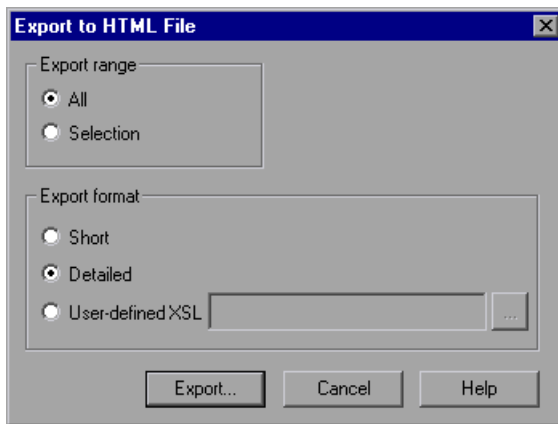 Export to HTML File
Export range
All
Selection
Export format
Short
Detailed
User-defined XSL ...
Export... Cancel Help